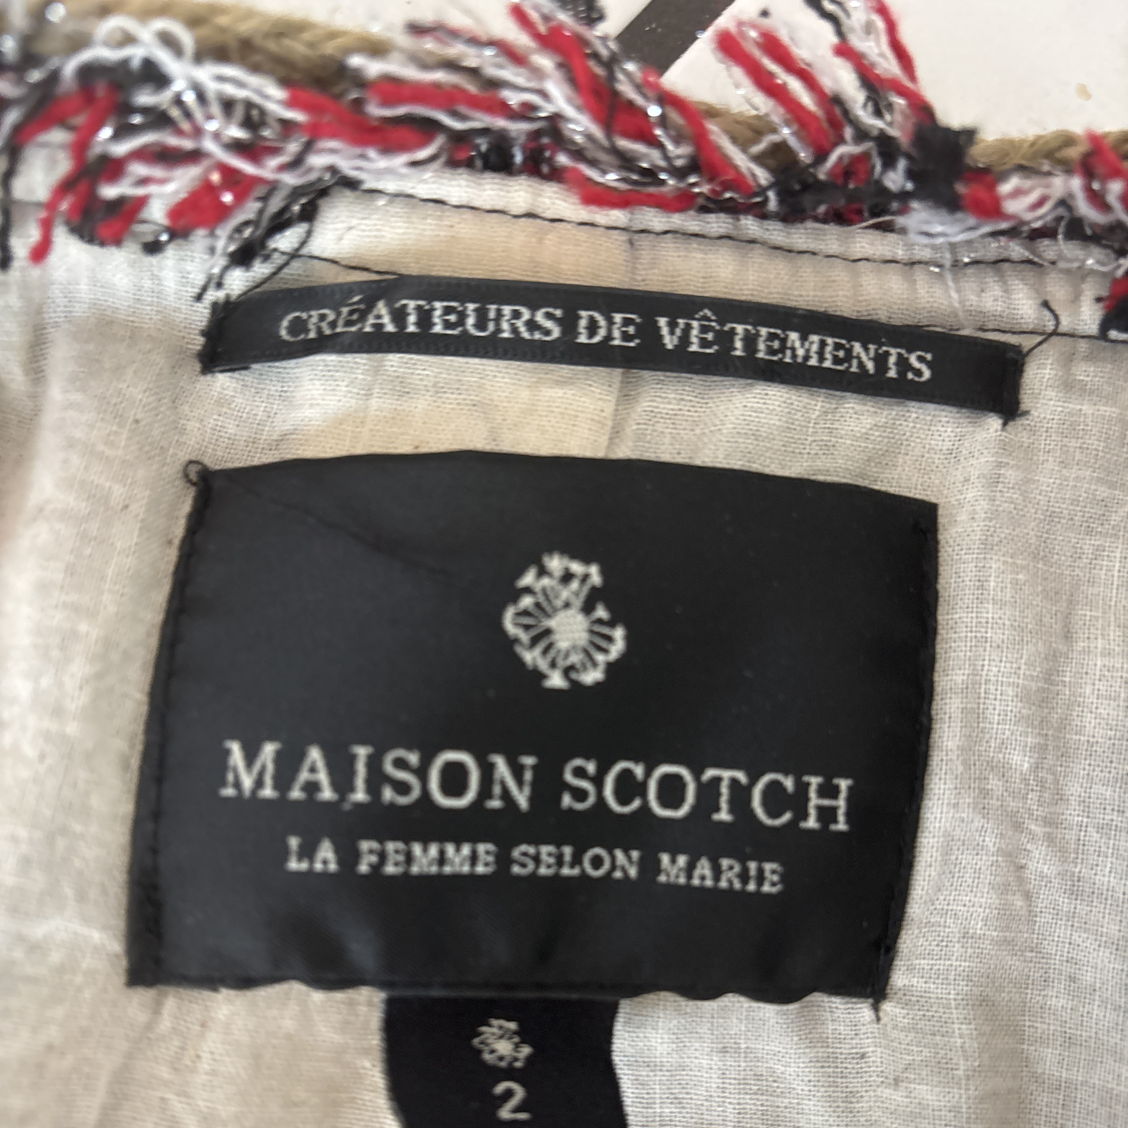 CRÉATEURS DE VÊTEMENTS
MAISON SCOTCH
LA FEMME SELON MARIE
2